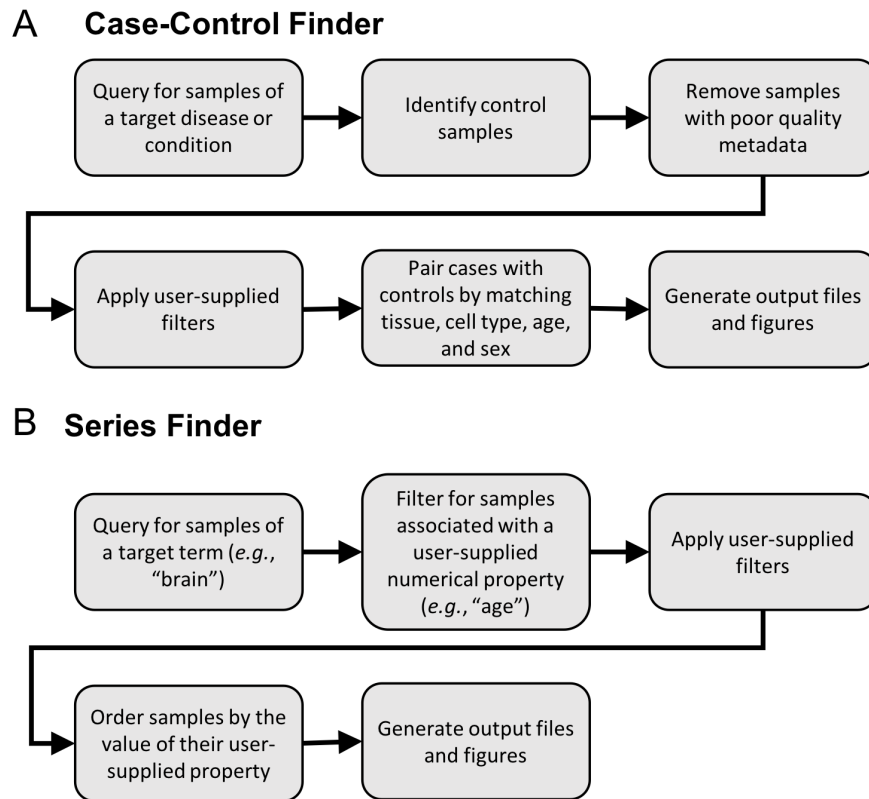 A Case-Control Finder
Query for samples of
a target disease or
condition
Identify control
samples
Remove samples
with poor quality
metadata
Apply user-supplied
filters
Pair cases with
controls by matching
tissue, cell type, age,
and sex
Generate output files
and figures
B Series Finder
Query for samples of
a target term (e.g.,
“brain”)
Filter for samples
associated with a
user-supplied
numerical property
(e.g., “age”)
Apply user-supplied
filters
Order samples by the
value of their user-
supplied property
Generate output files
and figures